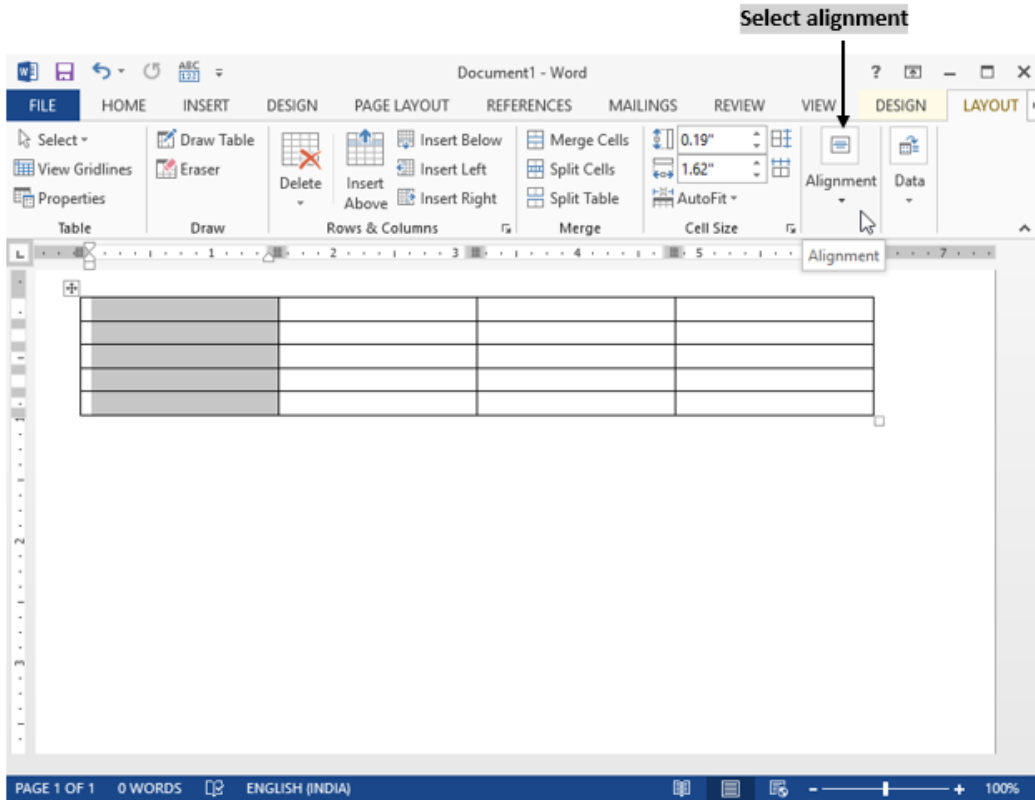 Select alignment
Document1 - Word
FILE HOME INSERT DESIGN PAGE LAYOUT REFERENCES MAILINGS REVIEW VIEW DESIGN LAYOUT
Select Draw Table Insert Below Merge Cells 0.19"
View Gridlines Eraser Delete Insert Above Insert Left Split Cells 1.62" Alignment Data
Properties Insert Right Split Table AutoFit
Table Draw Rows & Columns Merge Cell Size
Alignment
1 2 3 4 5 7
1
2
3
PAGE 1 OF 1 0 WORDS ENGLISH (INDIA) 100%